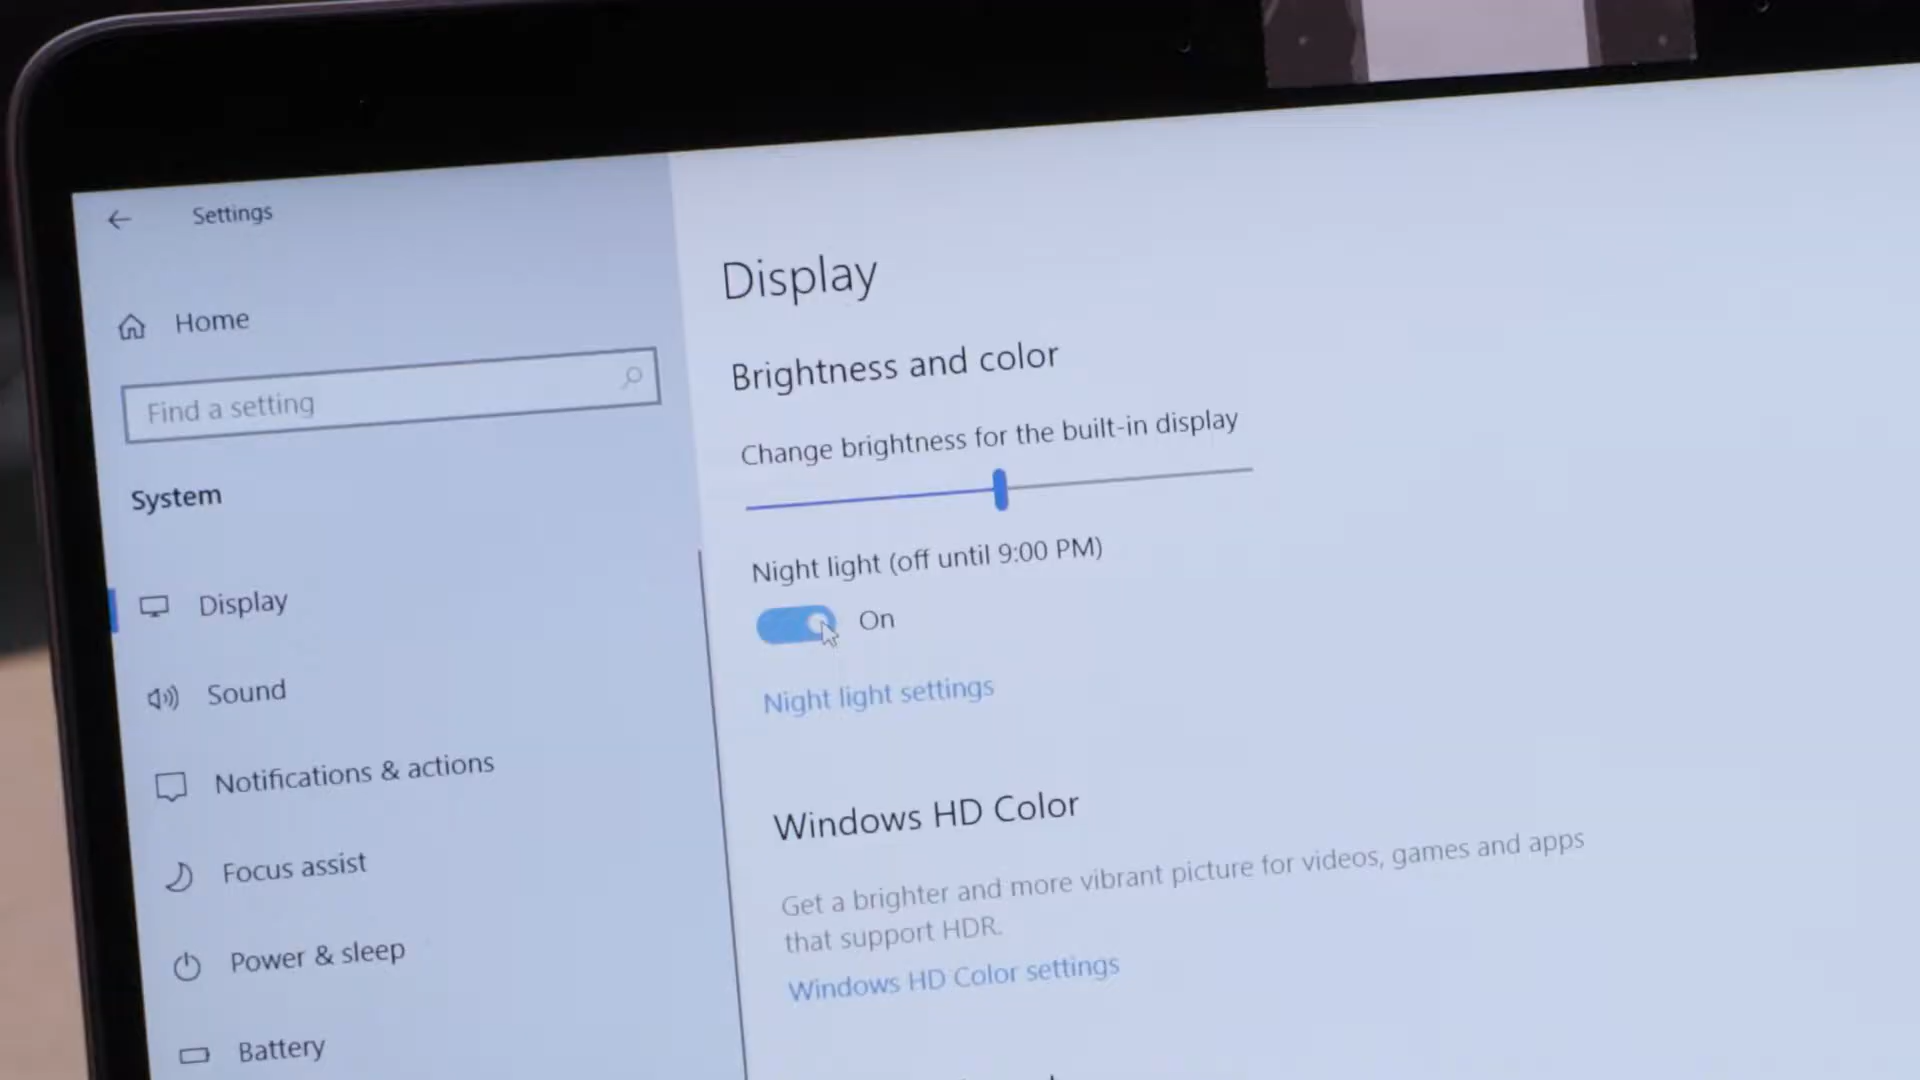 Settings
Home
Find a setting
System
Display
Sound
Notifications & actions
Focus assist
Power & sleep
Battery
Display
Brightness and color
Change brightness for the built-in display
Night light (off until 9:00 PM)
On
Night light settings
Windows HD Color
Get a brighter and more vibrant picture for videos, games and apps
that support HDR.
Windows HD Color settings